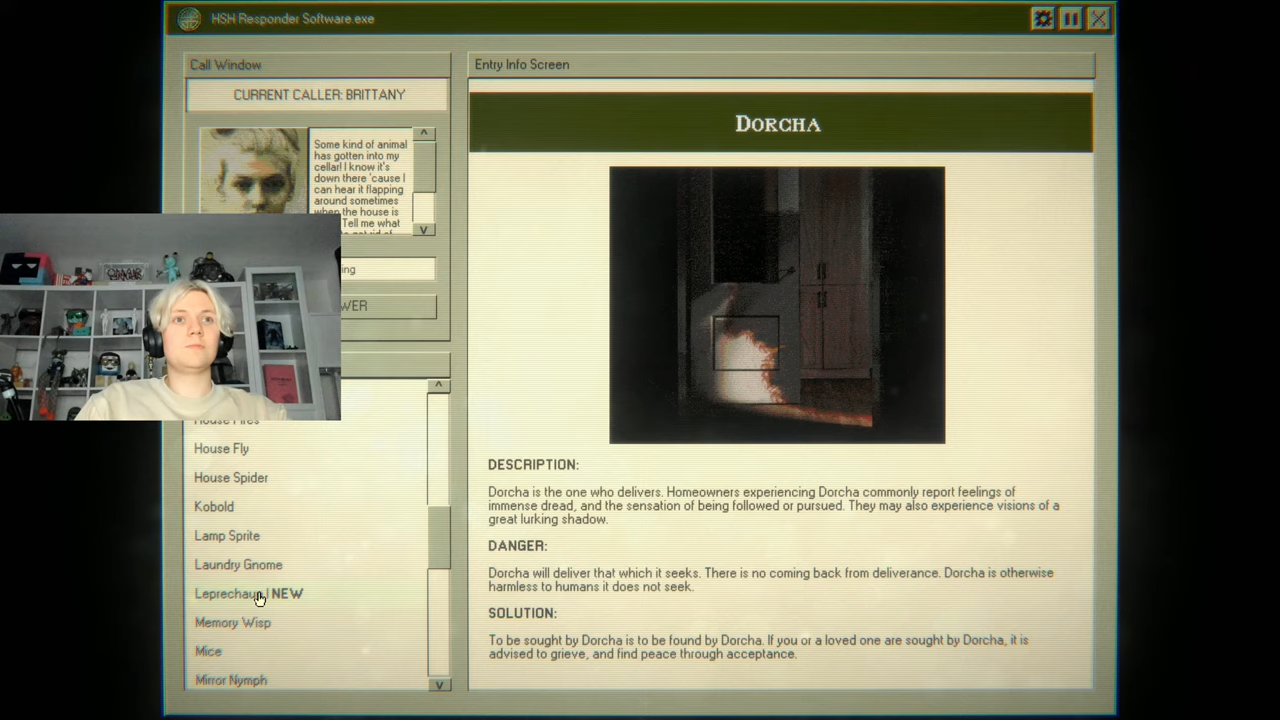 HSH Responder Software.exe
Call Window
CURRENT CALLER: BRITTANY
Some kind of animal
has gotten into my
cellar! I know it's
down there 'cause I
can hear it flapping
around sometimes
when the house is
Tell me what
House Fly
House Spider
Kobold
Lamp Sprite
Laundry Gnome
NEW
Memory Wisp
Mice
Mirror Nymph
Entry Info Screen
DORCHA
DESCRIPTION:
Dorcha is the one who delivers. Homeowners experiencing Dorcha commonly report feelings of
immense dread, and the sensation of being followed or pursued. They may also experience visions of a
great lurking shadow.
DANGER:
Dorcha will deliver that which it seeks. There is no coming back from deliverance. Dorcha is otherwise
harmless to humans it does not seek.
SOLUTION:
To be sought by Dorcha is to be found by Dorcha. If you or a loved one are sought by Dorcha, it is
advised to grieve, and find peace through acceptance.